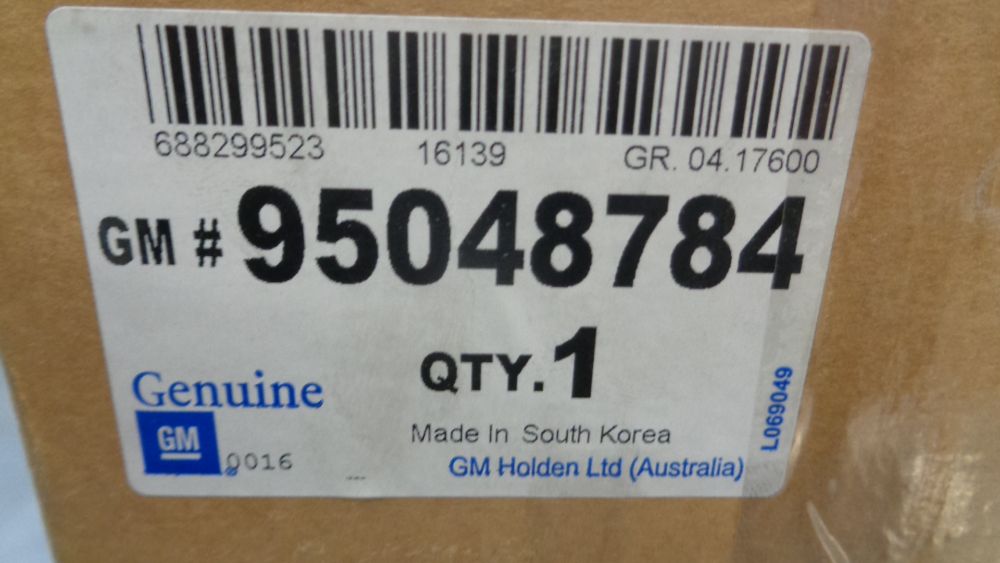 688299523 16139 GR. 04.17600
GM # 95048784
QTY. 1
Genuine
GM
0016
Made In South Korea
GM Holden Ltd (Australia)
L069049